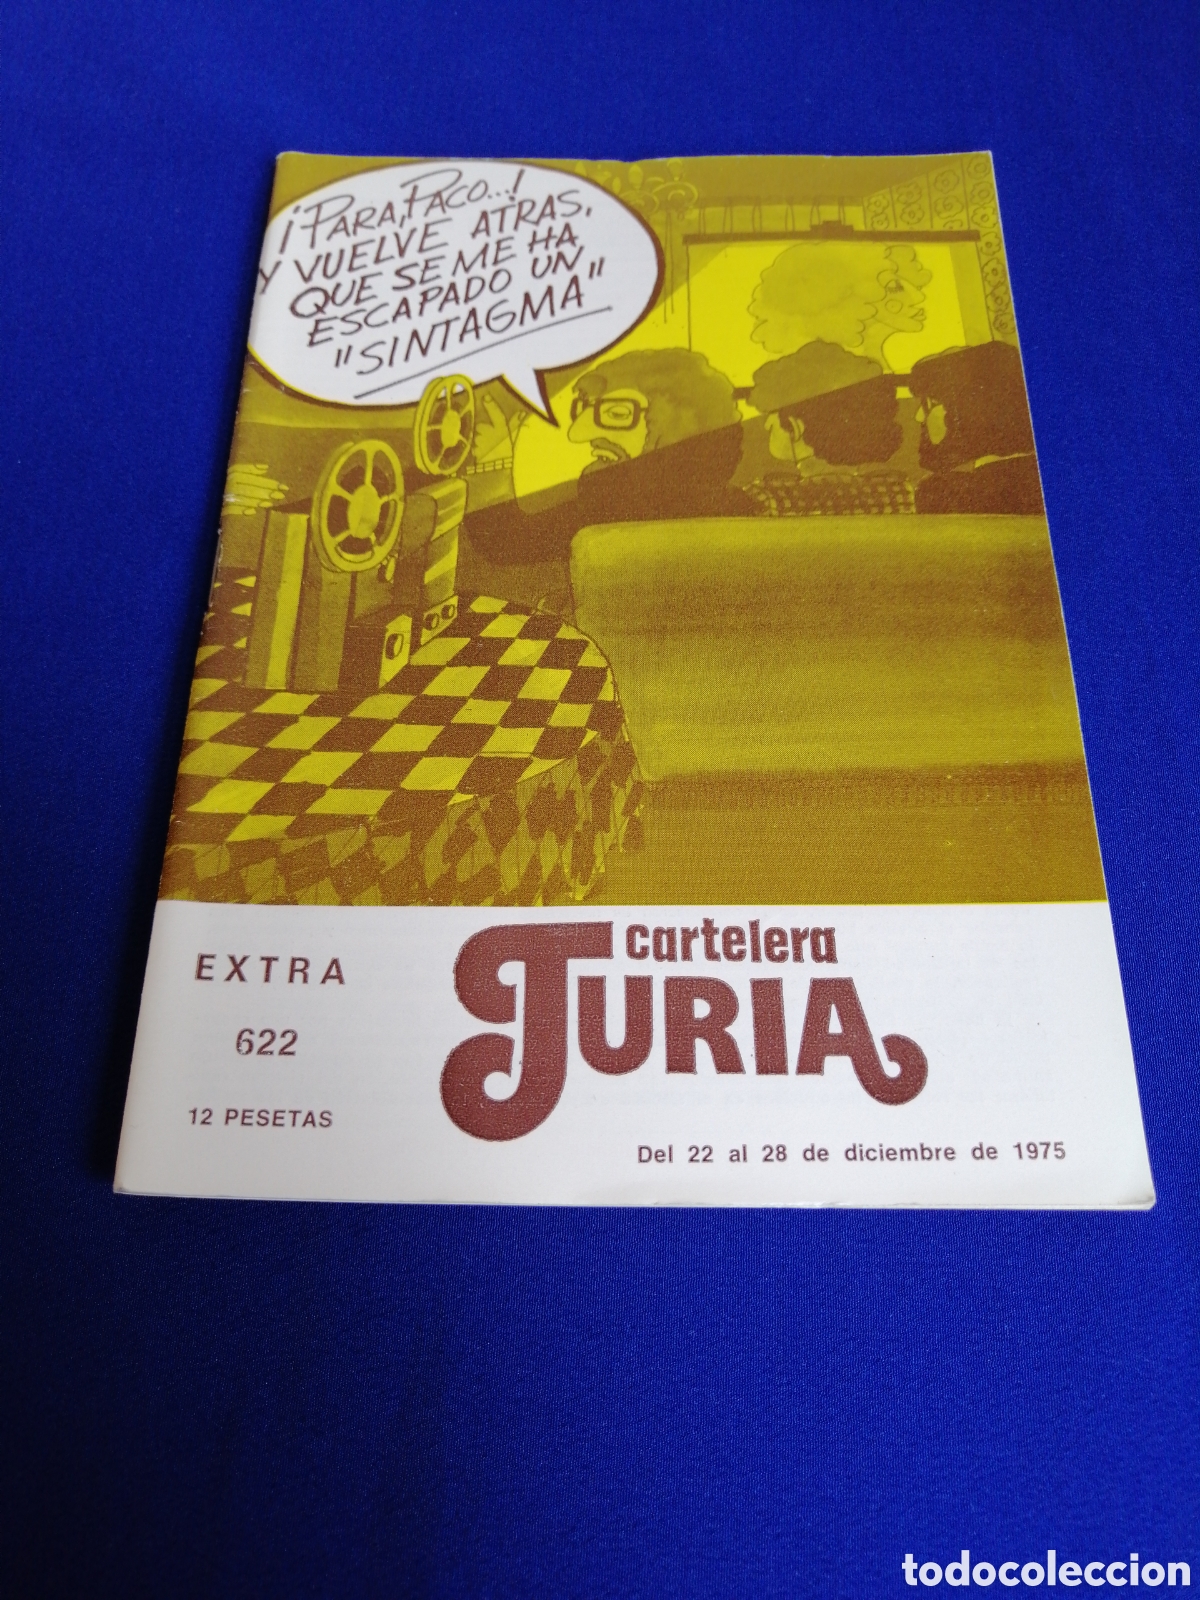 ¡PARA, PACO...!
Y VUELVE ATRAS,
QUE SE ME HA
ESCAPADO UN
"SINTAGMA"
EXTRA
622
12 PESETAS
cartelera
TURIA
Del 22 al 28 de diciembre de 1975
todocoleccion